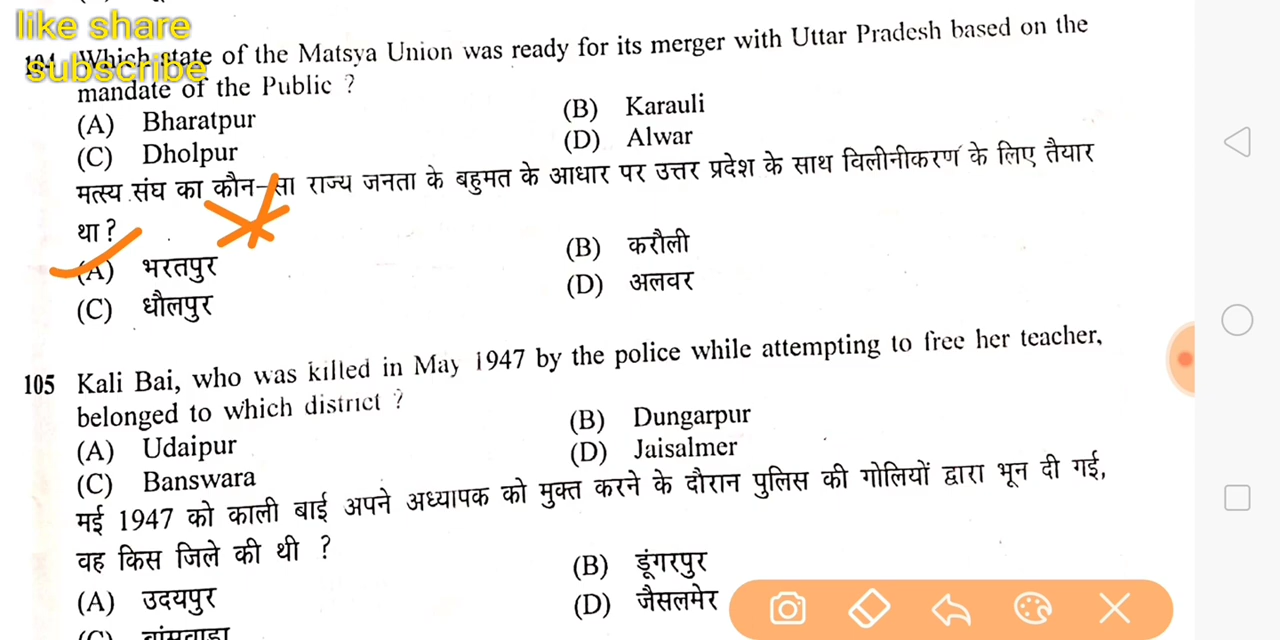 like share
subscribe
104 Which state of the Matsya Union was ready for its merger with Uttar Pradesh based on the
mandate of the Public ?
(A) Bharatpur (B) Karauli
(C) Dholpur (D) Alwar
मत्स्य संघ का कौन-सा राज्य जनता के बहुमत के आधार पर उत्तर प्रदेश के साथ विलीनीकरण के लिए तैयार
था ?
(A) भरतपुर (B) करौली
(C) धौलपुर (D) अलवर
105 Kali Bai, who was killed in May 1947 by the police while attempting to free her teacher,
belonged to which district ?
(A) Udaipur (B) Dungarpur
(C) Banswara (D) Jaisalmer
मई 1947 को काली बाई अपने अध्यापक को मुक्त करने के दौरान पुलिस की गोलियों द्वारा भून दी गई,
वह किस जिले की थी ?
(A) उदयपुर (B) डूंगरपुर
(C) बांसवाड़ा (D) जैसलमेर